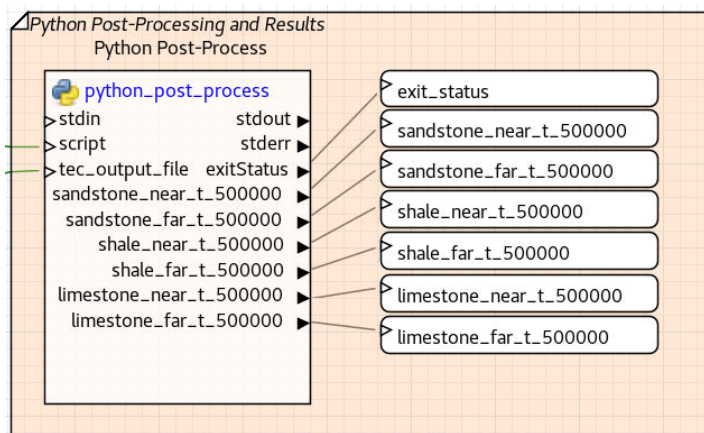 Python Post-Processing and Results
Python Post-Process
python_post_process
stdin stdout
script stderr
tec_output_file exitStatus
sandstone_near_t_500000
sandstone_far_t_500000
shale_near_t_500000
shale_far_t_500000
limestone_near_t_500000
limestone_far_t_500000
exit_status
sandstone_near_t_500000
sandstone_far_t_500000
shale_near_t_500000
shale_far_t_500000
limestone_near_t_500000
limestone_far_t_500000